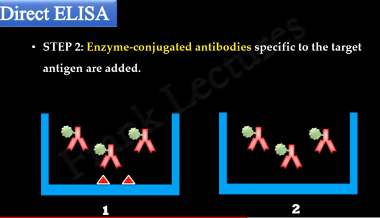 Direct ELISA
• STEP 2: Enzyme-conjugated antibodies specific to the target
antigen are added.
Frank Lectures
1
2